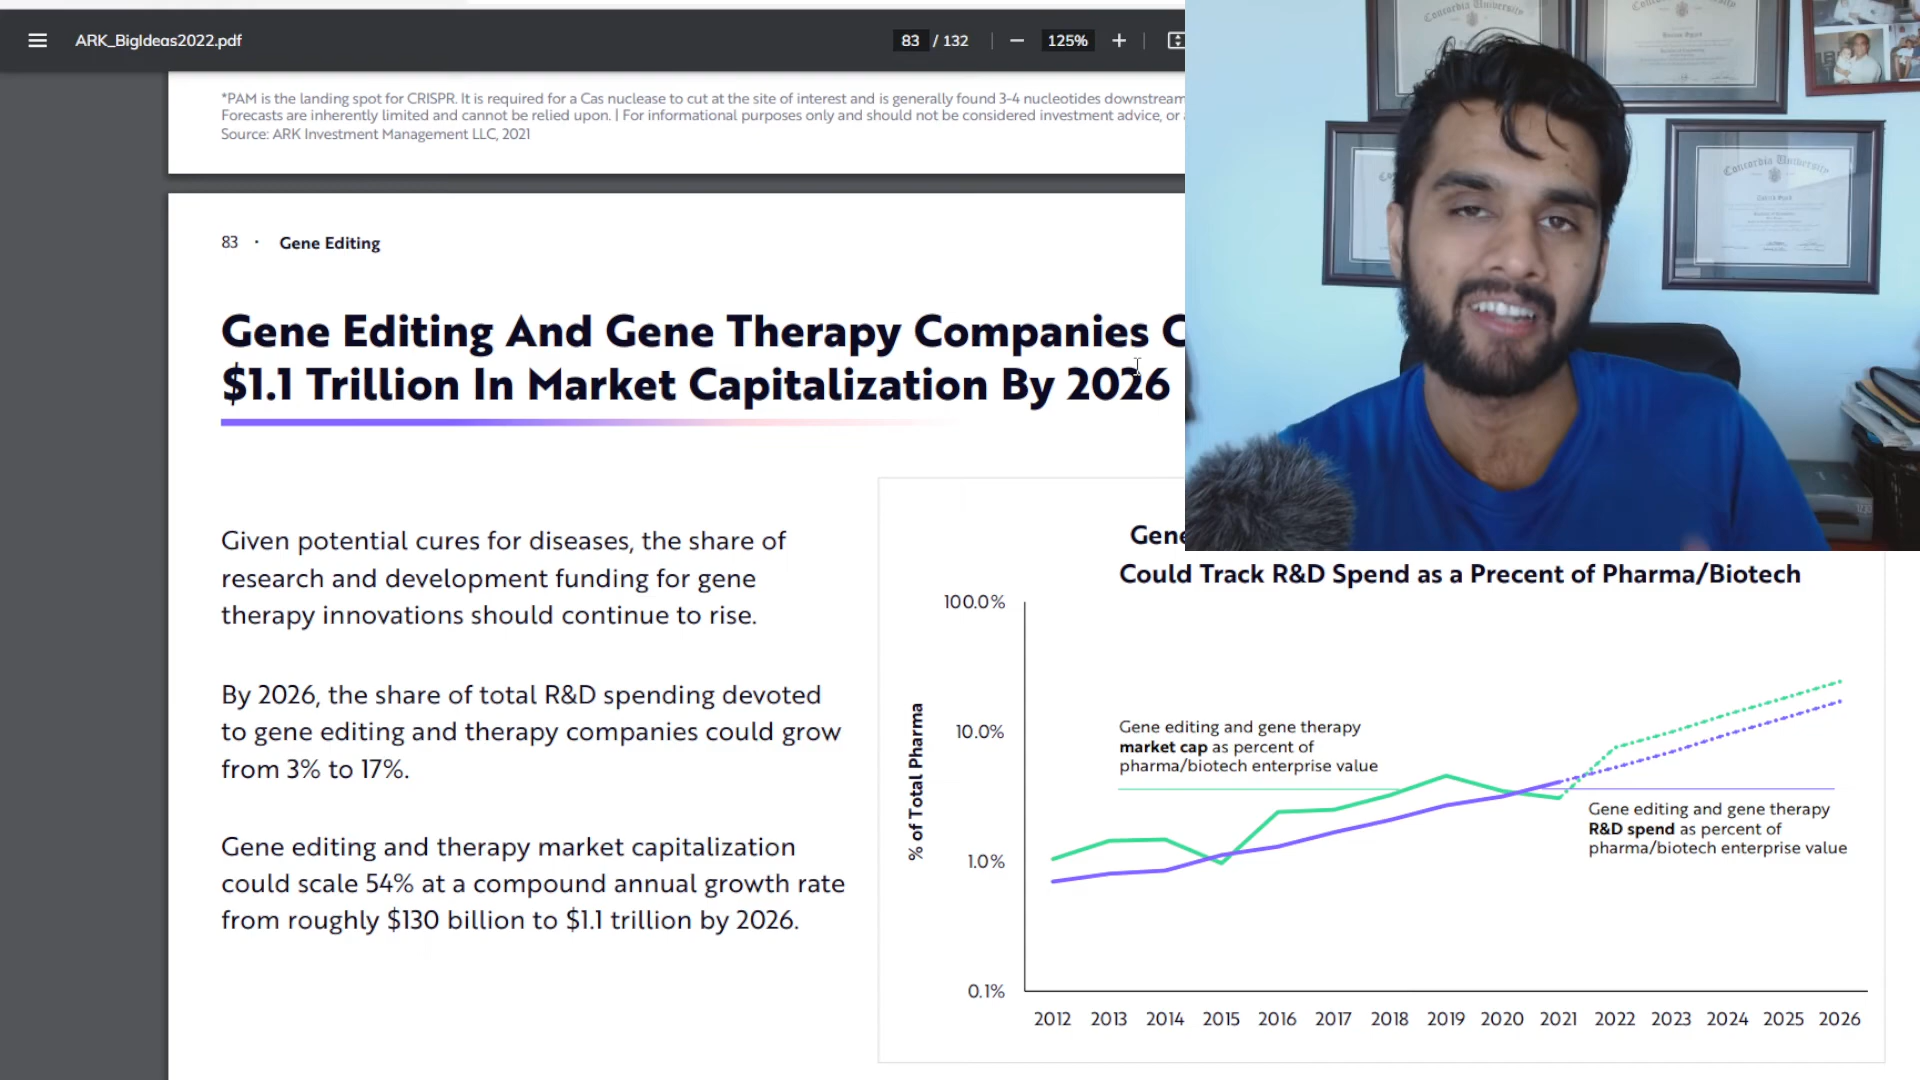 ARK_BigIdeas2022.pdf
83 / 132
125%
*PAM is the landing spot for CRISPR. It is required for a Cas nuclease to cut at the site of interest and is generally found 3-4 nucleotides downstream
Forecasts are inherently limited and cannot be relied upon. | For informational purposes only and should not be considered investment advice, or
Source: ARK Investment Management LLC, 2021
83 · Gene Editing
Gene Editing And Gene Therapy Companies C
$1.1 Trillion In Market Capitalization By 2026
Given potential cures for diseases, the share of
research and development funding for gene
therapy innovations should continue to rise.
By 2026, the share of total R&D spending devoted
to gene editing and therapy companies could grow
from 3% to 17%.
Gene editing and therapy market capitalization
could scale 54% at a compound annual growth rate
from roughly $130 billion to $1.1 trillion by 2026.
Gene
Could Track R&D Spend as a Precent of Pharma/Biotech
% of Total Pharma
100.0%
10.0%
1.0%
0.1%
Gene editing and gene therapy
market cap as percent of
pharma/biotech enterprise value
Gene editing and gene therapy
R&D spend as percent of
pharma/biotech enterprise value
2012 2013 2014 2015 2016 2017 2018 2019 2020 2021 2022 2023 2024 2025 2026
Concordia University
Concordia University
Concordia University